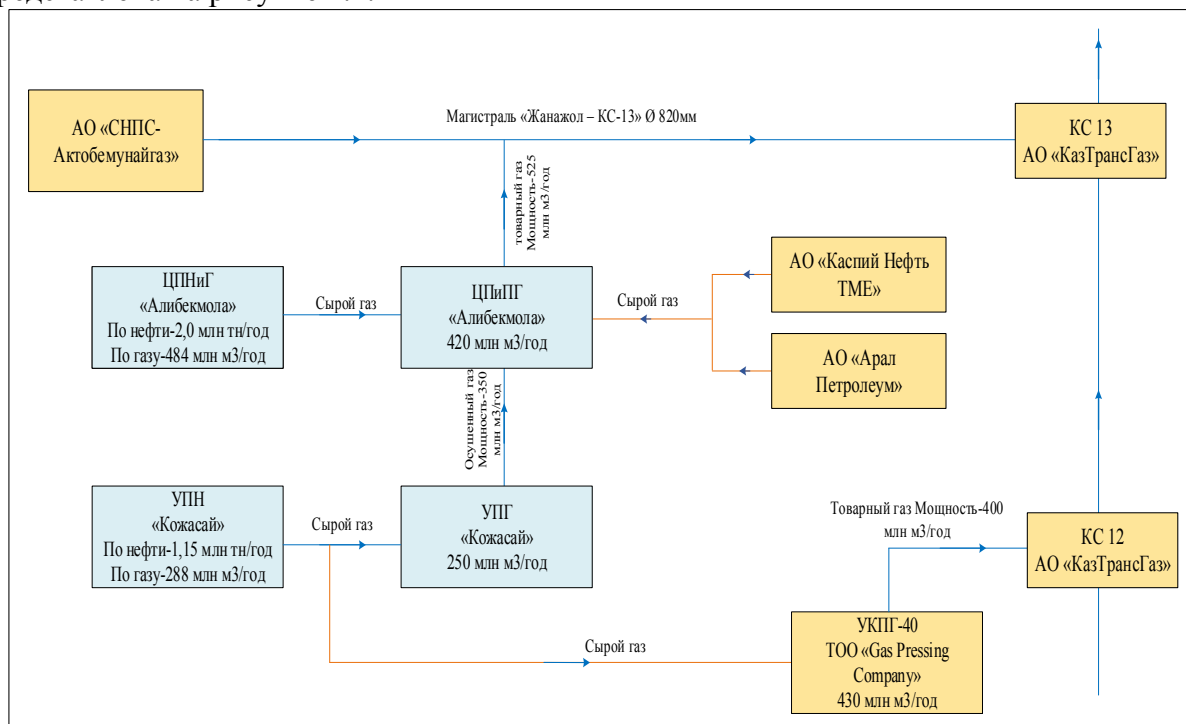 АО «СНПС-
Актобемунайгаз»
Магистраль «Жанажол – КС-13» Ø 820мм
КС 13
АО «КазТрансГаз»
товарный газ
Мощность-525
млн м3/год
ЦПНиГ
«Алибекмола»
По нефти-2,0 млн тн/год
По газу-484 млн м3/год
Сырой газ
ЦПиПГ
«Алибекмола»
420 млн м3/год
Сырой газ
АО «Каспий Нефть
ТМЕ»
АО «Арал
Петролеум»
Осушенный газ
Мощность-350
млн м3/год
УПН
«Кожасай»
По нефти-1,15 млн тн/год
По газу-288 млн м3/год
Сырой газ
УПГ
«Кожасай»
250 млн м3/год
Товарный газ Мощность-400
млн м3/год
КС 12
АО «КазТрансГаз»
Сырой газ
УКПГ-40
ТОО «Gas Pressing
Company»
430 млн м3/год